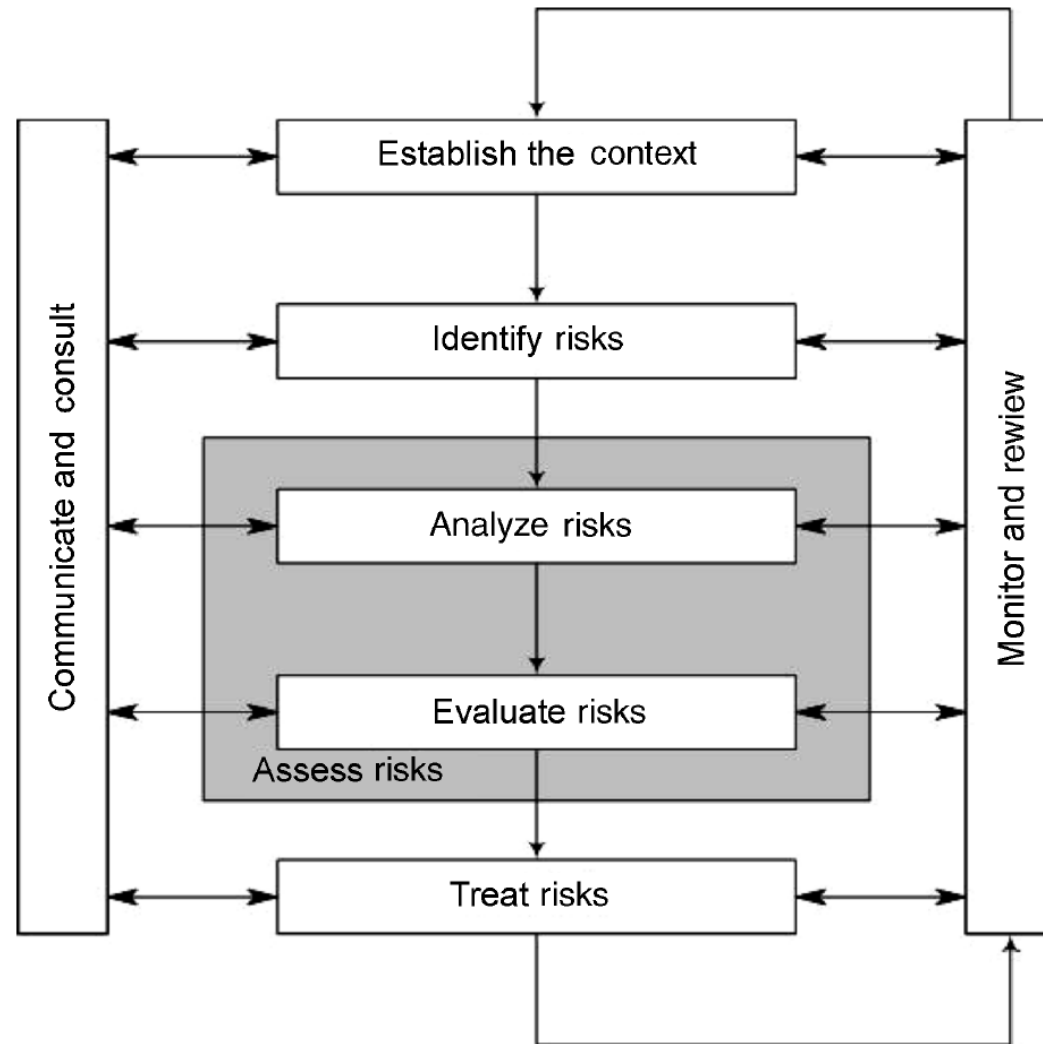 Establish the context
Identify risks
Analyze risks
Evaluate risks
Assess risks
Treat risks
Communicate and consult
Monitor and rewiew